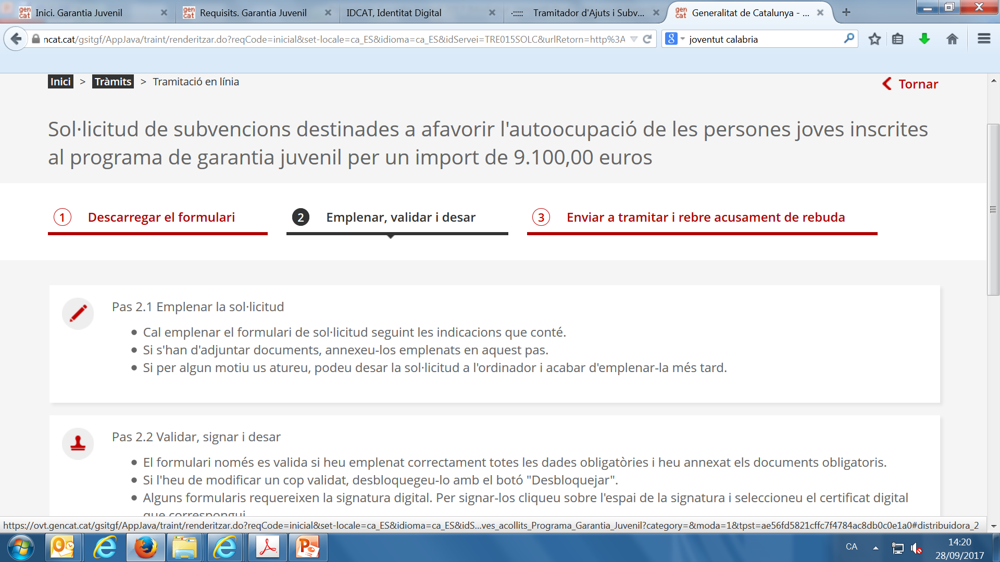 Inici. Garantia Juvenil
Requisits. Garantia Juvenil
IDCAT, Identitat Digital
Tramitador d'Ajuts i Subv...
Generalitat de Catalunya - ...
ncat.cat/gsitgf/AppJava/traint/renderitzar.do?reqCode=inicial&set-locale=ca_ES&idioma=ca_ES&idServei=TRE015SOLC&urlRetorn=http%3A
joventut calabria
Inici > Tràmits > Tramitació en línia
Tornar
Sol·licitud de subvencions destinades a afavorir l'autoocupació de les persones joves inscrites
al programa de garantia juvenil per un import de 9.100,00 euros
1 Descarregar el formulari
2 Emplenar, validar i desar
3 Enviar a tramitar i rebre acusament de rebuda
Pas 2.1 Emplenar la sol·licitud
• Cal emplenar el formulari de sol·licitud seguint les indicacions que conté.
• Si s'han d'adjuntar documents, annexeu-los emplenats en aquest pas.
• Si per algun motiu us atureu, podeu desar la sol·licitud a l'ordinador i acabar d'emplenar-la més tard.
Pas 2.2 Validar, signar i desar
• El formulari només es valida si heu emplenat correctament totes les dades obligatòries i heu annexat els documents obligatoris.
• Si l'heu de modificar un cop validat, desbloquegeu-lo amb el botó "Desbloquejar".
• Alguns formularis requereixen la signatura digital. Per signar-los cliqueu sobre l'espai de la signatura i seleccioneu el certificat digital
que correspongui
https://ovt.gencat.cat/gsitgf/AppJava/traint/renderitzar.do?reqCode=inicial&set-locale=ca_ES&idioma=ca_ES&idS...ves_acollits_Programa_Garantia_Juvenil?category=&moda=1&tpst=ae56fd5821cffc7f4784ac8db0c0e1a0#distribuidora_2
CA
14:20
28/09/2017